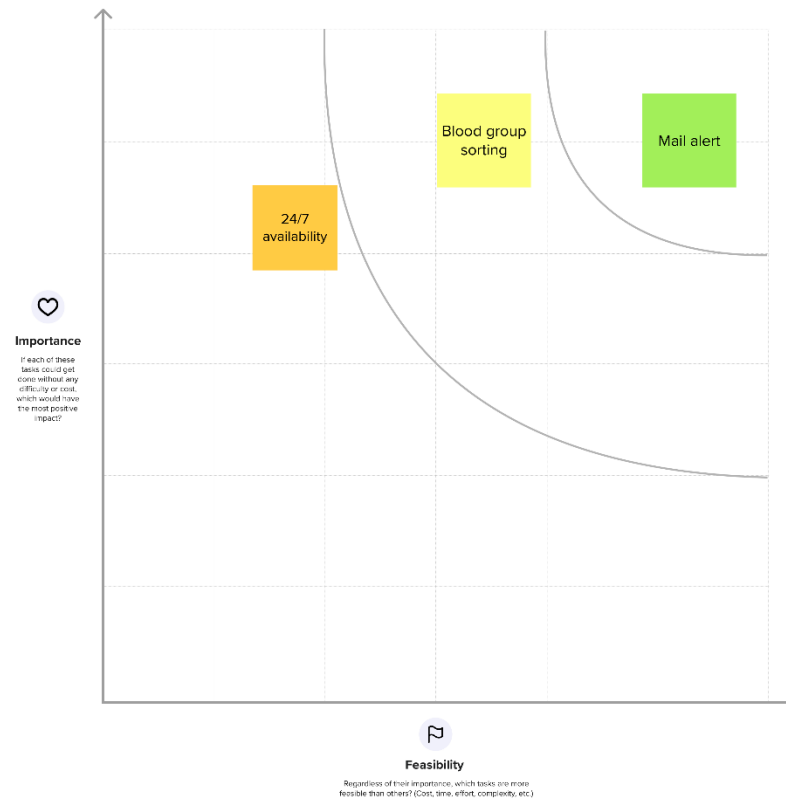 Blood group
sorting
Mail alert
24/7
availability
Importance
If each of these
tasks could get
done without any
difficulty or cost,
which would have
the most positive
impact?
Feasibility
Regardless of their importance, which tasks are more
feasible than others? (Cost, time, effort, complexity, etc.)